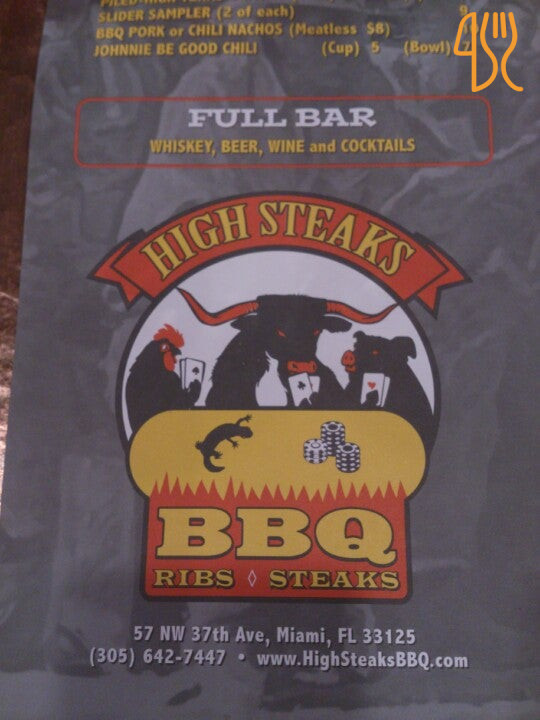 SLIDER SAMPLER (2 of each) 9
BBQ PORK or CHILI NACHOS (Meatless $8)
JOHNNIE BE GOOD CHILI (Cup) 5 (Bowl) 7
FULL BAR
WHISKEY, BEER, WINE and COCKTAILS
HIGH STEAKS
BBQ
RIBS ◊ STEAKS
57 NW 37th Ave, Miami, FL 33125
(305) 642-7447 • www.HighSteaksBBQ.com